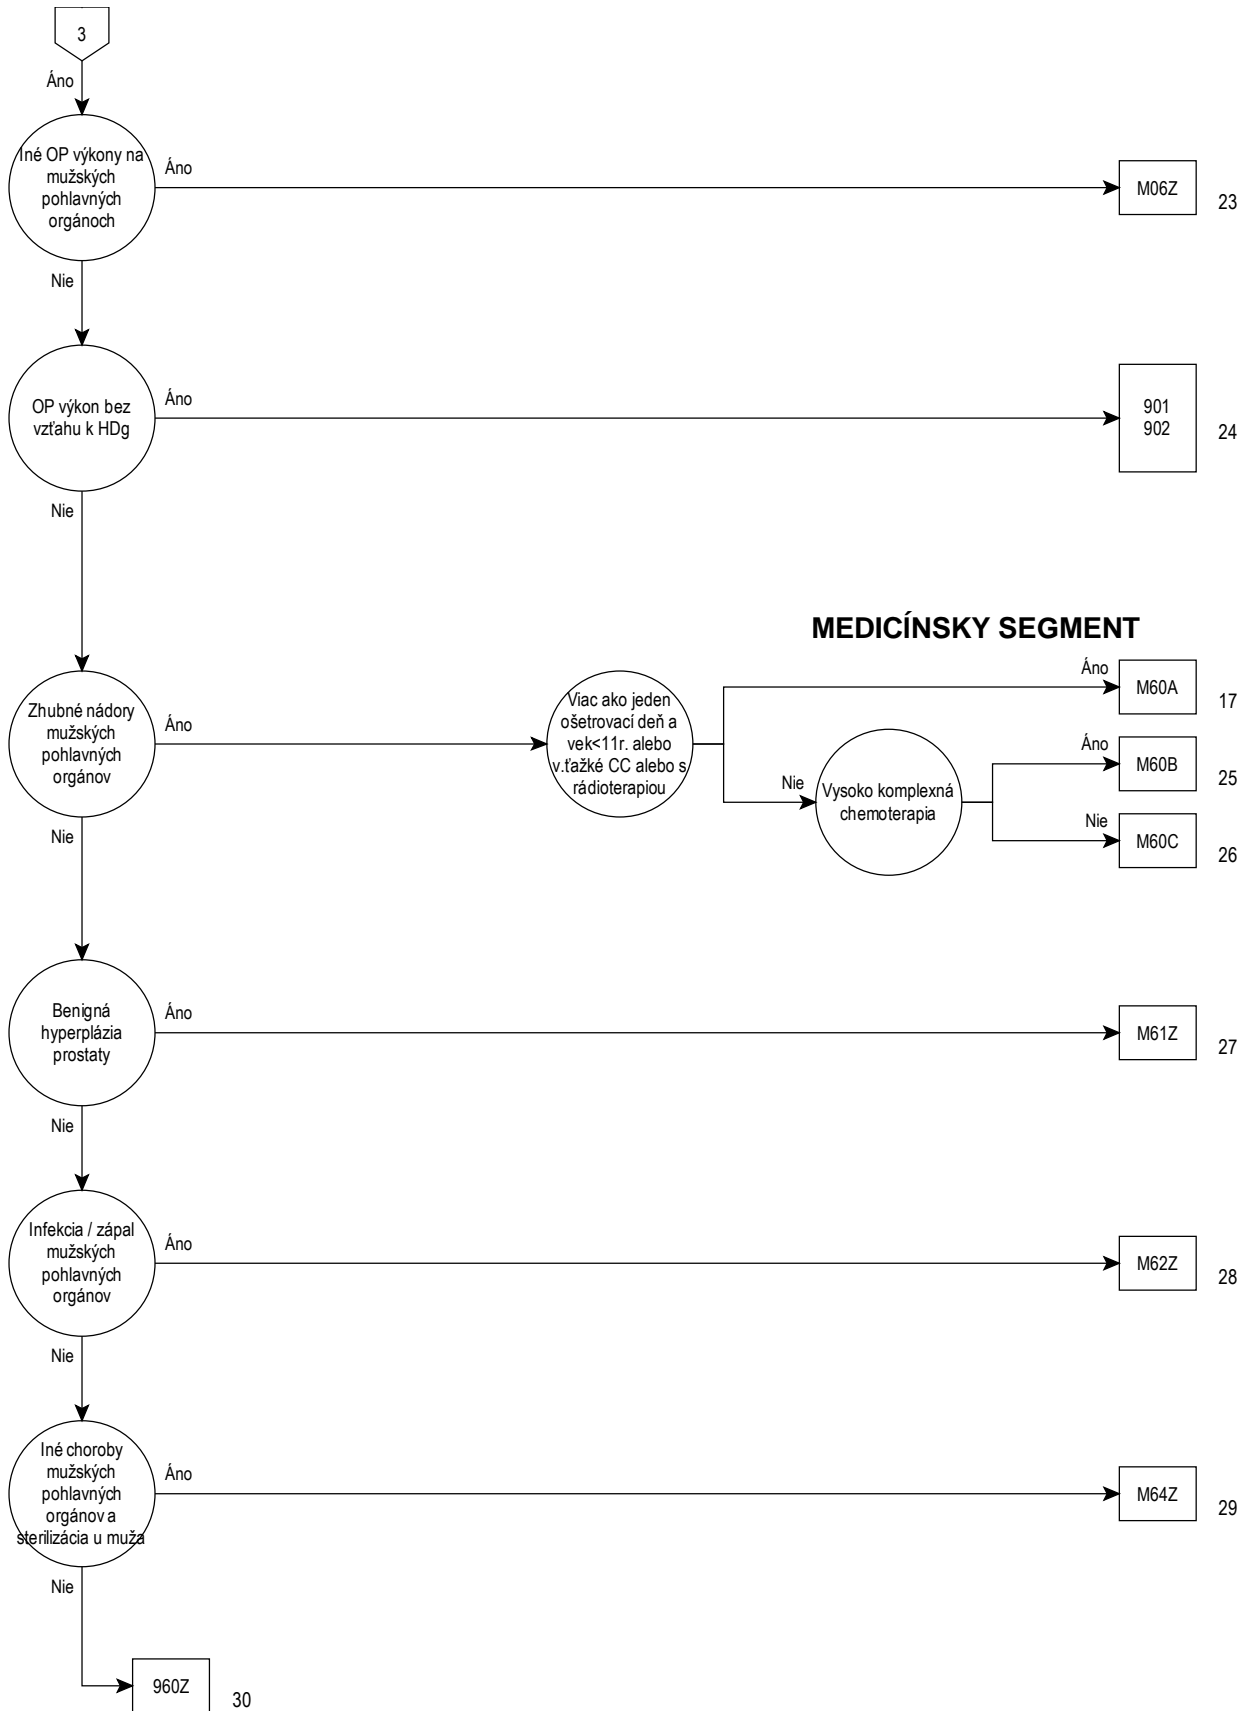 3
Áno
Iné OP výkony na
mužských
pohlavných
orgánoch
Áno
M06Z
23
Nie
OP výkon bez
vzťahu k HDg
Áno
901
902
24
Nie
MEDICÍNSKY SEGMENT
Zhubné nádory
mužských
pohlavných
orgánov
Áno
Viac ako jeden
ošetrovací deň a
vek<11r. alebo
v.ťažké CC alebo s
rádioterapiou
Áno
M60A
17
Nie
Vysoko komplexná
chemoterapia
Áno
M60B
25
Nie
M60C
26
Nie
Benigná
hyperplázia
prostaty
Áno
M61Z
27
Nie
Infekcia / zápal
mužských
pohlavných
orgánov
Áno
M62Z
28
Nie
Iné choroby
mužských
pohlavných
orgánov a
sterilizácia u muža
Áno
M64Z
29
Nie
960Z
30